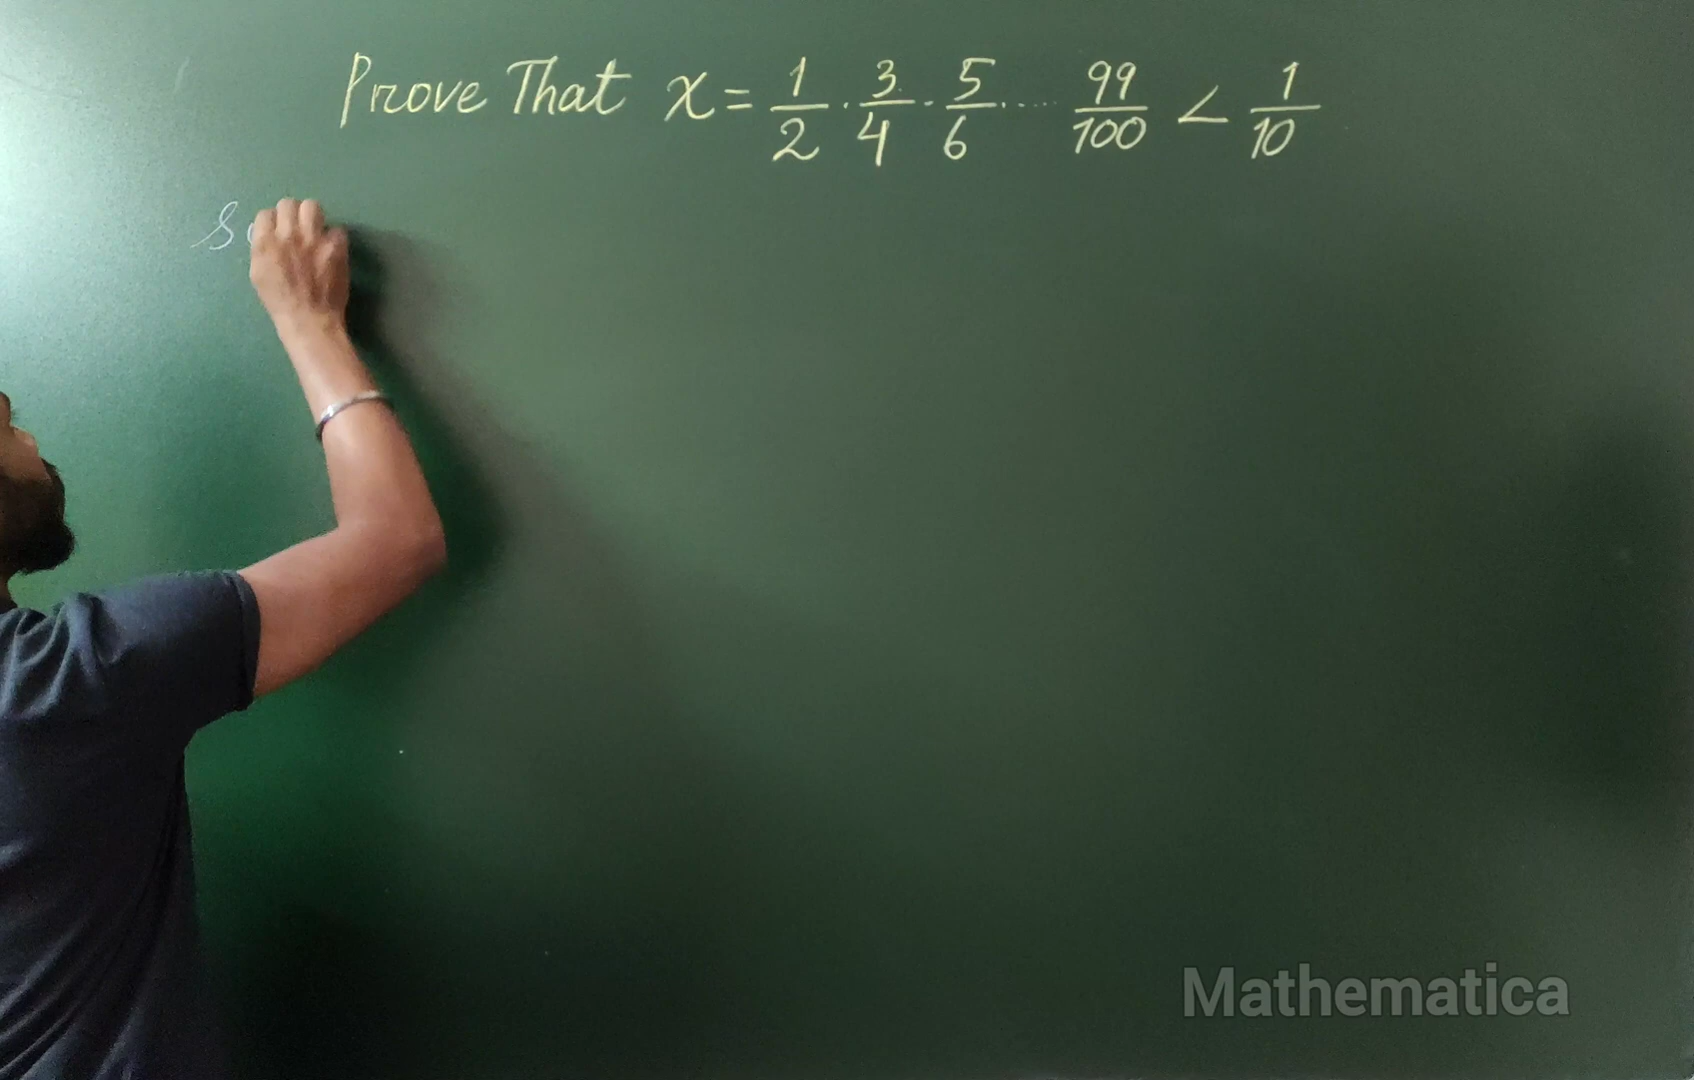 Prove That x = 1/2 · 3/4 · 5/6 ..... 99/100 < 1/10
Mathematica